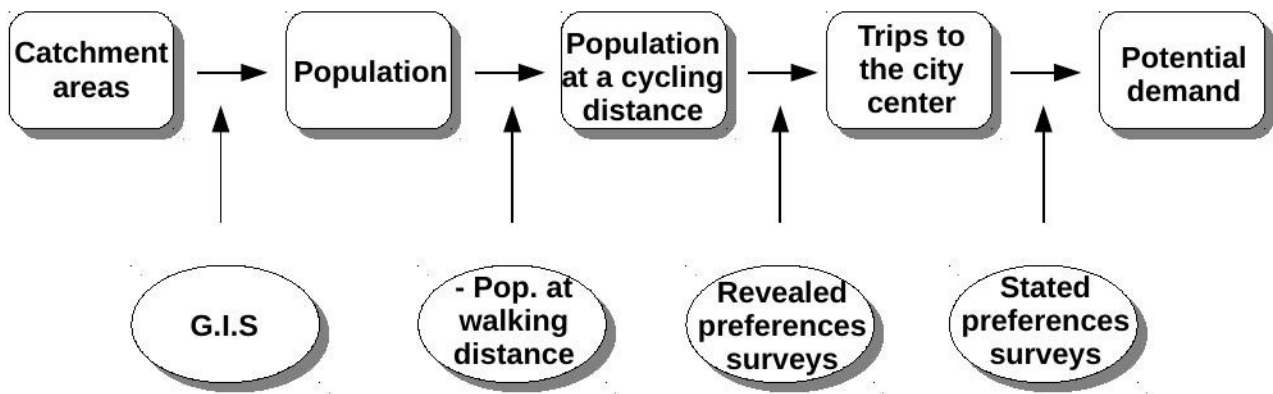 Catchment
areas
Population
Population
at a cycling
distance
Trips to
the city
center
Potential
demand
G.I.S
- Pop. at
walking
distance
Revealed
preferences
surveys
Stated
preferences
surveys